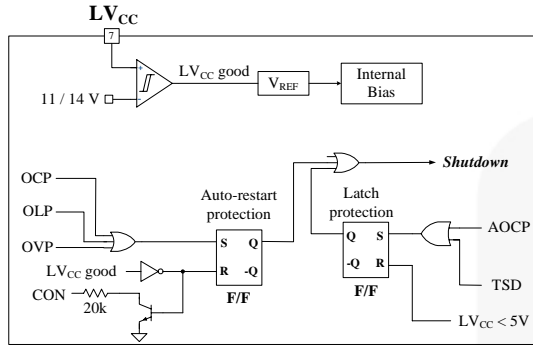 LVCC
7
+
LVCC good
VREF
Internal
Bias
11 / 14 V
-
Shutdown
OCP
Auto-restart
protection
Latch
protection
OLP
AOCP
OVP
S Q
Q S
LVCC good
R -Q
-Q R
CON
20k
F/F
F/F
TSD
LVCC < 5V